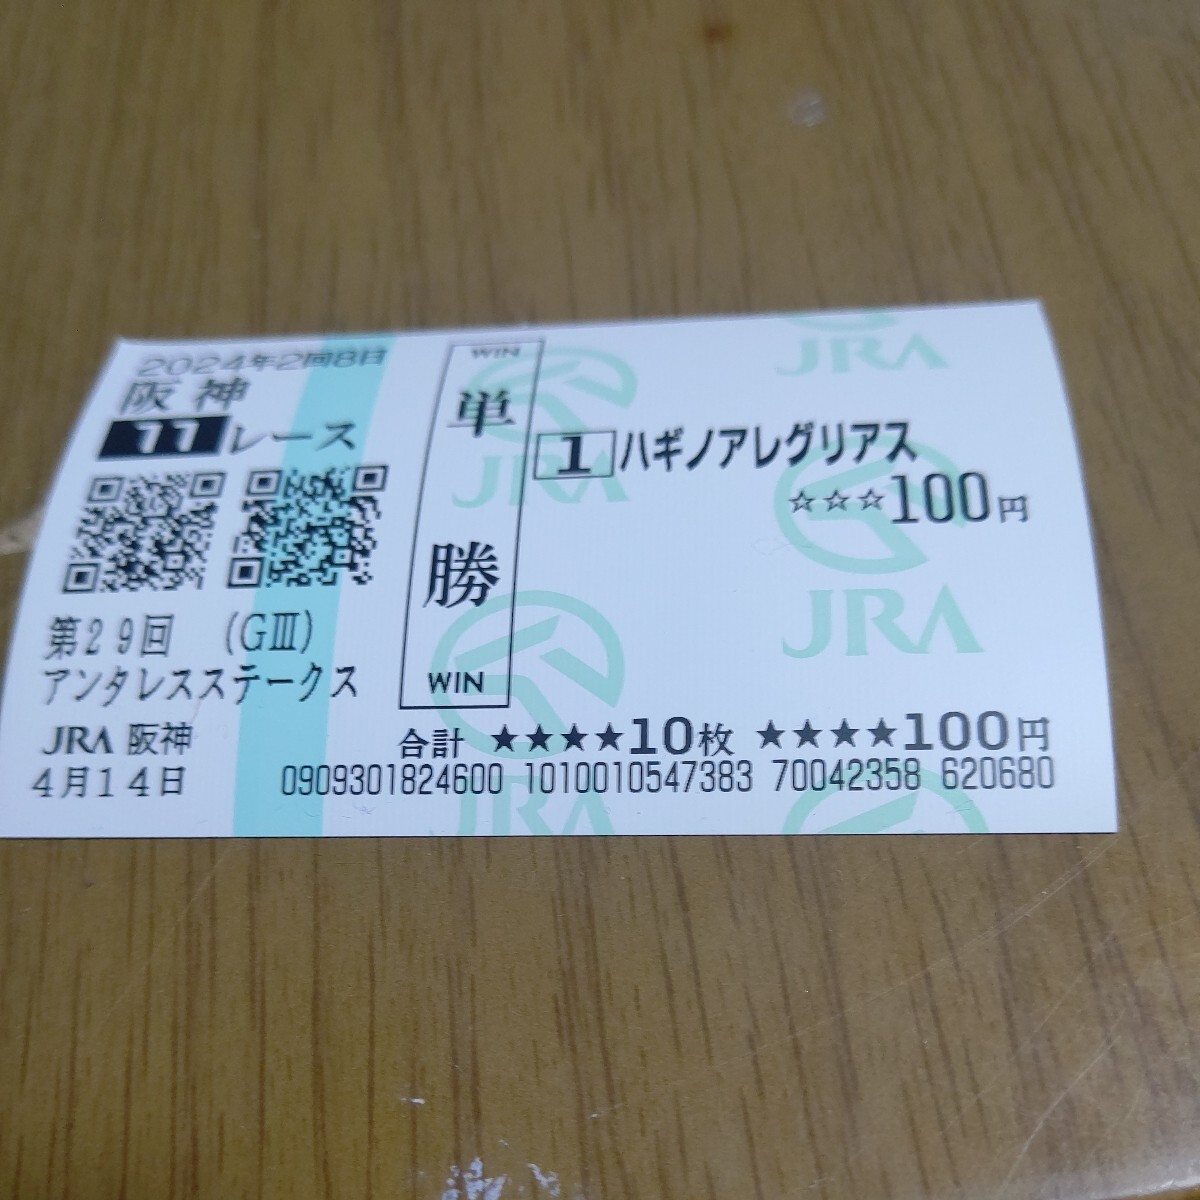 2024年2回8日
阪神
11レース
第29回 (GⅢ)
アンタレスステークス
JRA 阪神
4月14日
WIN
単勝
WIN
1 ハギノアレグリアス
☆☆☆100円
合計 ★★★★10枚 ★★★★100円
0909301824600 1010010547383 70042358 620680
JRA
JRA
JRA
JRA